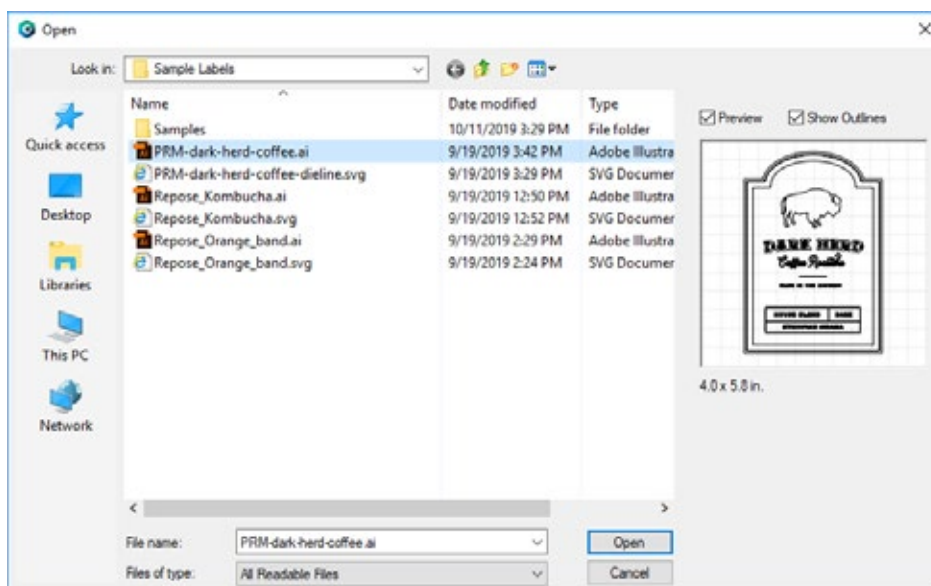 Open
Look in: Sample Labels
Name Date modified Type
Samples 10/11/2019 3:29 PM File folder
PRM-dark-herd-coffee.ai 9/19/2019 3:42 PM Adobe Illustra
PRM-dark-herd-coffee-dieline.svg 9/19/2019 3:29 PM SVG Documer
Repose_Kombucha.ai 9/19/2019 12:50 PM Adobe Illustra
Repose_Kombucha.svg 9/19/2019 12:52 PM SVG Documer
Repose_Orange_band.ai 9/19/2019 2:29 PM Adobe Illustra
Repose_Orange_band.svg 9/19/2019 2:24 PM SVG Documer
Quick access
Desktop
Libraries
This PC
Network
Preview Show Outlines
DARK HERD
Coffee Roasters
4.0 x 5.8 in.
File name: PRM-dark-herd-coffee.ai Open
Files of type: All Readable Files Cancel